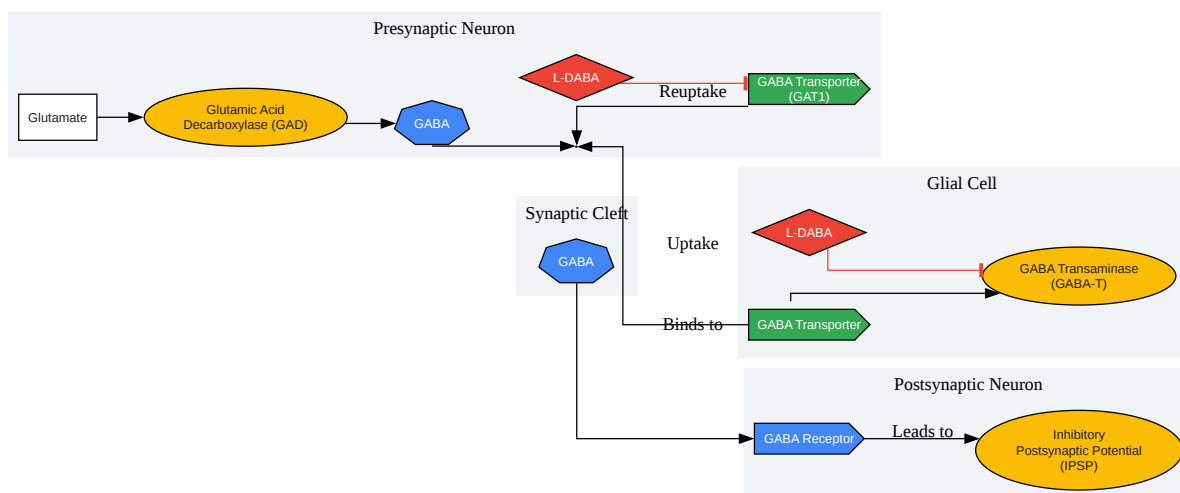 Presynaptic Neuron
L-DABA
GABA Transporter
(GAT1)
Reuptake
Glutamate
Glutamic Acid
Decarboxylase (GAD)
GABA
Glial Cell
Synaptic Cleft
L-DABA
Uptake
GABA
GABA Transaminase
(GABA-T)
Binds to
GABA Transporter
Postsynaptic Neuron
GABA Receptor
Leads to
Inhibitory
Postsynaptic Potential
(IPSP)